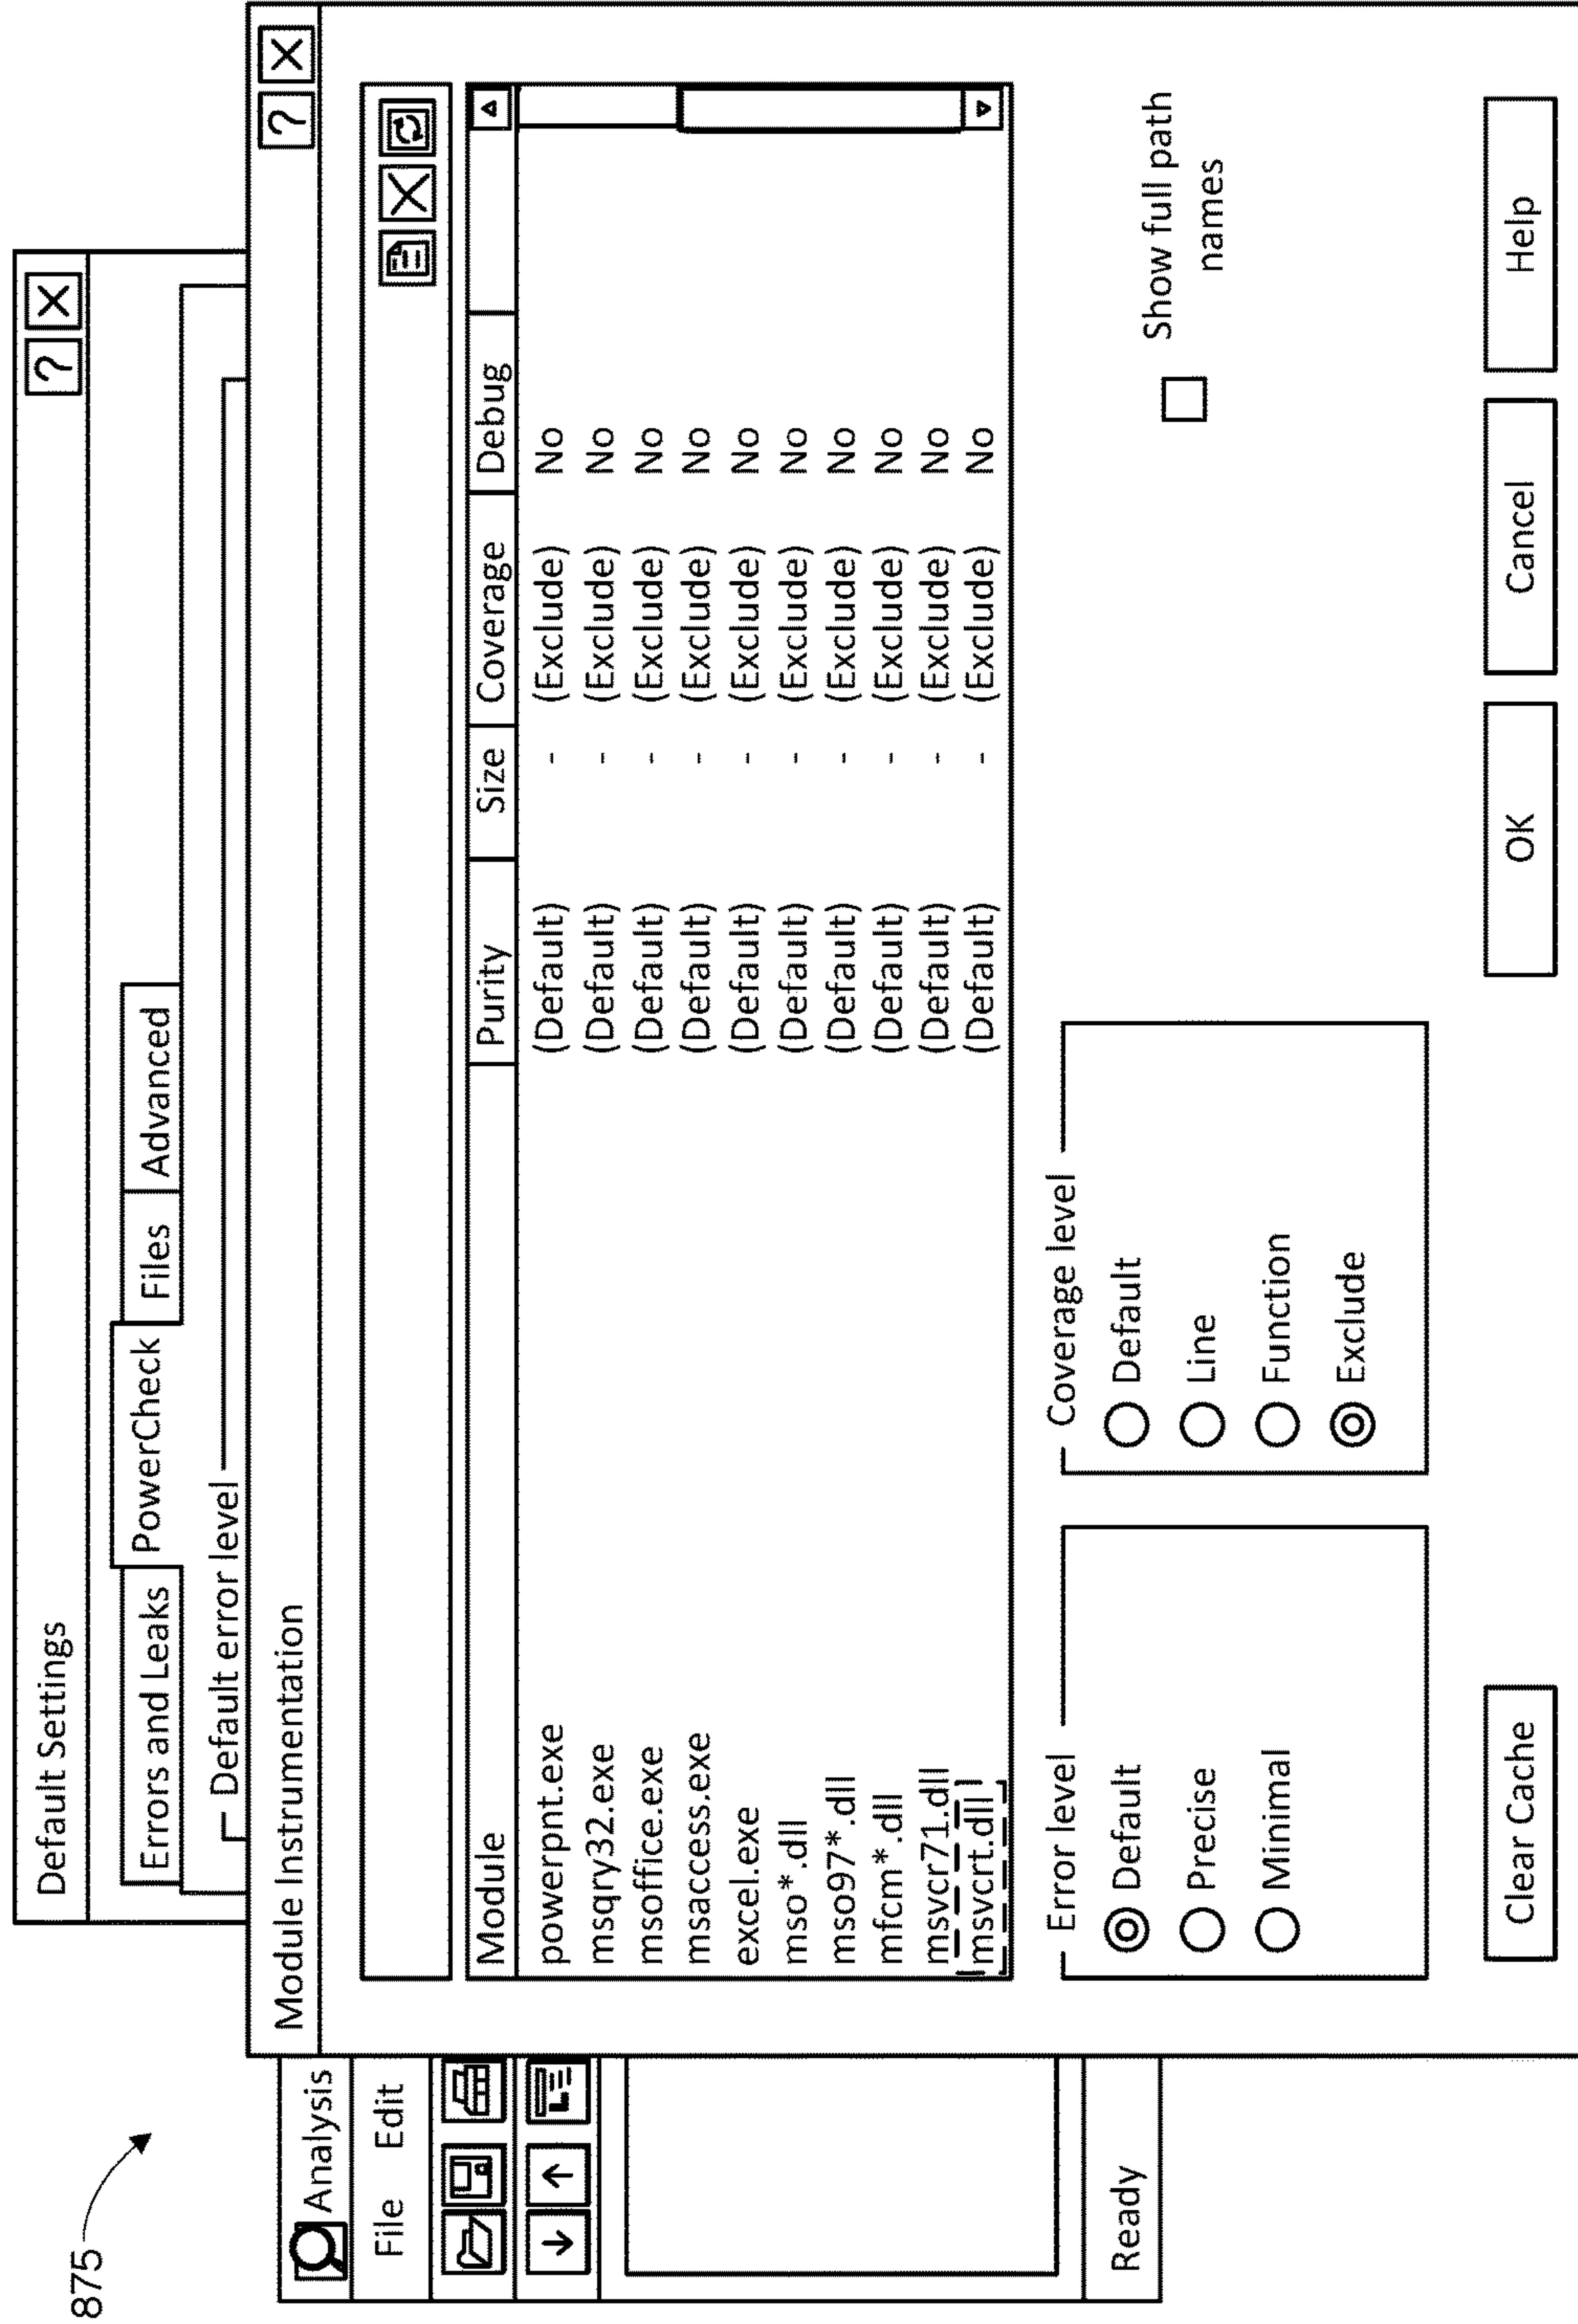 875
Default Settings ? X
Errors and Leaks PowerCheck Files Advanced
Default error level
Analysis
File Edit
Ready
Module Instrumentation ? X
Module Purity Size Coverage Debug
powerpnt.exe (Default) - (Exclude) No
msqry32.exe (Default) - (Exclude) No
msoffice.exe (Default) - (Exclude) No
msaccess.exe (Default) - (Exclude) No
excel.exe (Default) - (Exclude) No
mso*.dll (Default) - (Exclude) No
mso97*.dll (Default) - (Exclude) No
mfcm*.dll (Default) - (Exclude) No
msvcr71.dll (Default) - (Exclude) No
msvcrt.dll (Default) - (Exclude) No
Error level
Default
Precise
Minimal
Coverage level
Default
Line
Function
Exclude
Show full path
names
Clear Cache OK Cancel Help